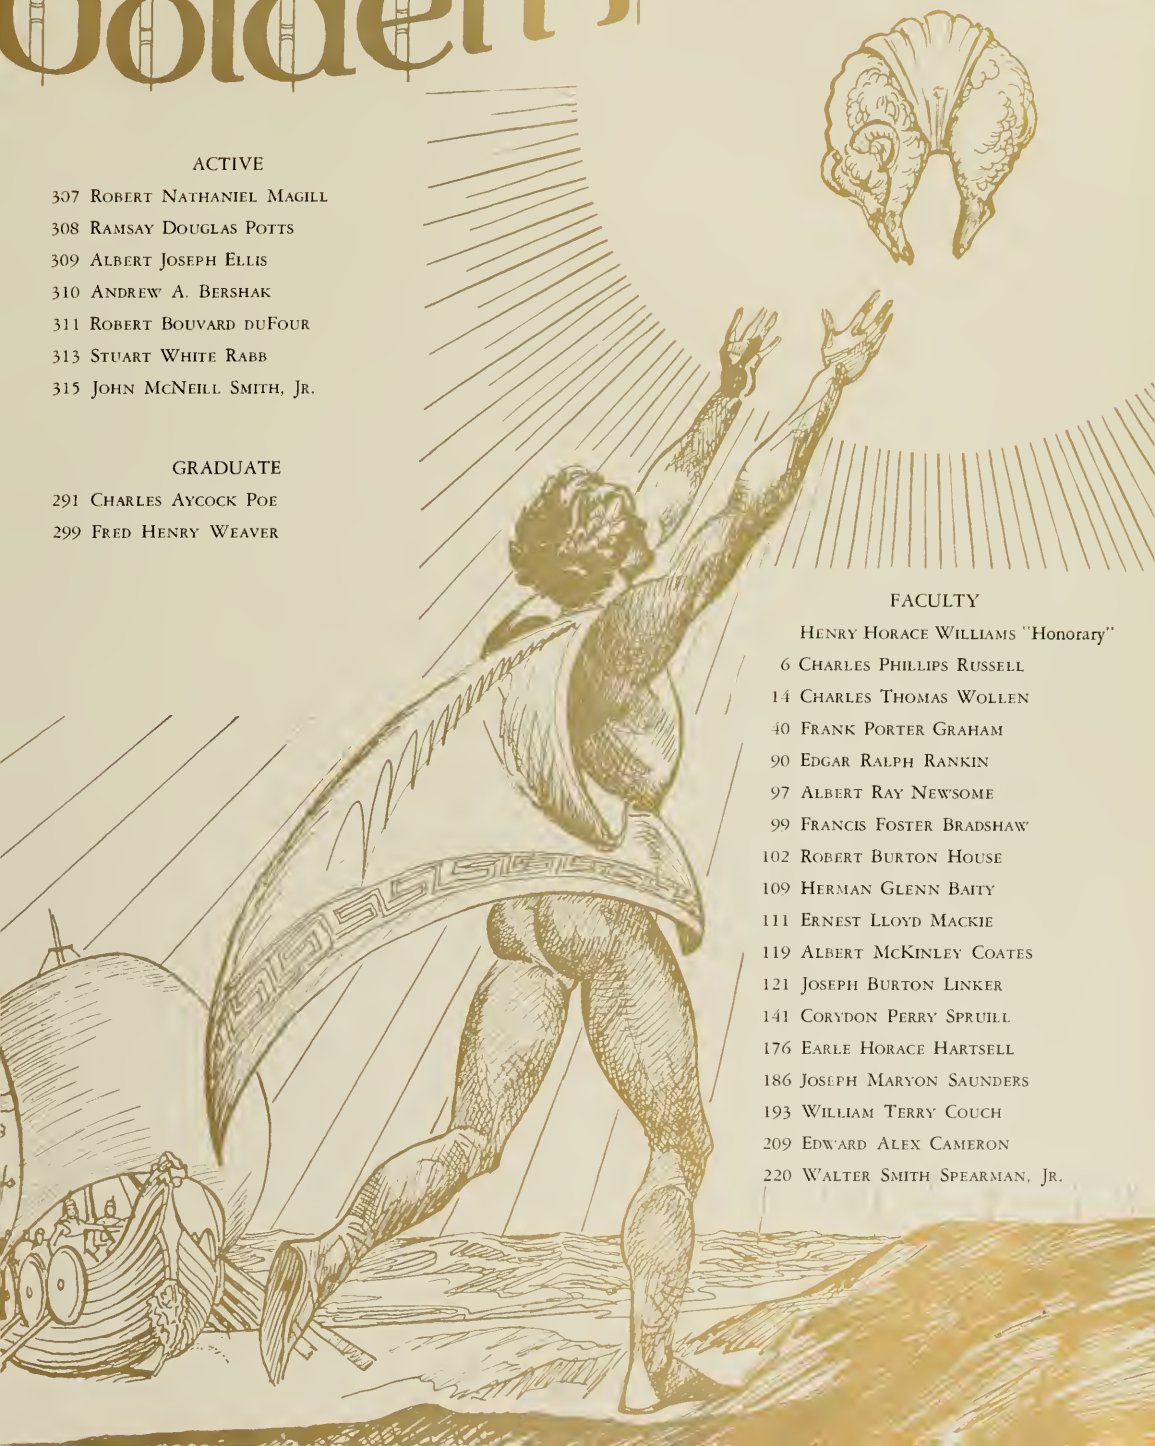 Golden
ACTIVE
307 ROBERT NATHANIEL MAGILL
308 RAMSAY DOUGLAS POTTS
309 ALBERT JOSEPH ELLIS
310 ANDREW A. BERSHAK
311 ROBERT BOUVARD DUFOUR
313 STUART WHITE RABB
315 JOHN MCNEILL SMITH, JR.
GRADUATE
291 CHARLES AYCOCK POE
299 FRED HENRY WEAVER
FACULTY
HENRY HORACE WILLIAMS "Honorary"
6 CHARLES PHILLIPS RUSSELL
14 CHARLES THOMAS WOLLEN
40 FRANK PORTER GRAHAM
90 EDGAR RALPH RANKIN
97 ALBERT RAY NEWSOME
99 FRANCIS FOSTER BRADSHAW
102 ROBERT BURTON HOUSE
109 HERMAN GLENN BAITY
111 ERNEST LLOYD MACKIE
119 ALBERT MCKINLEY COATES
121 JOSEPH BURTON LINKER
141 CORYDON PERRY SPRUILL
176 EARLE HORACE HARTSELL
186 JOSEPH MARYON SAUNDERS
193 WILLIAM TERRY COUCH
209 EDWARD ALEX CAMERON
220 WALTER SMITH SPEARMAN, JR.